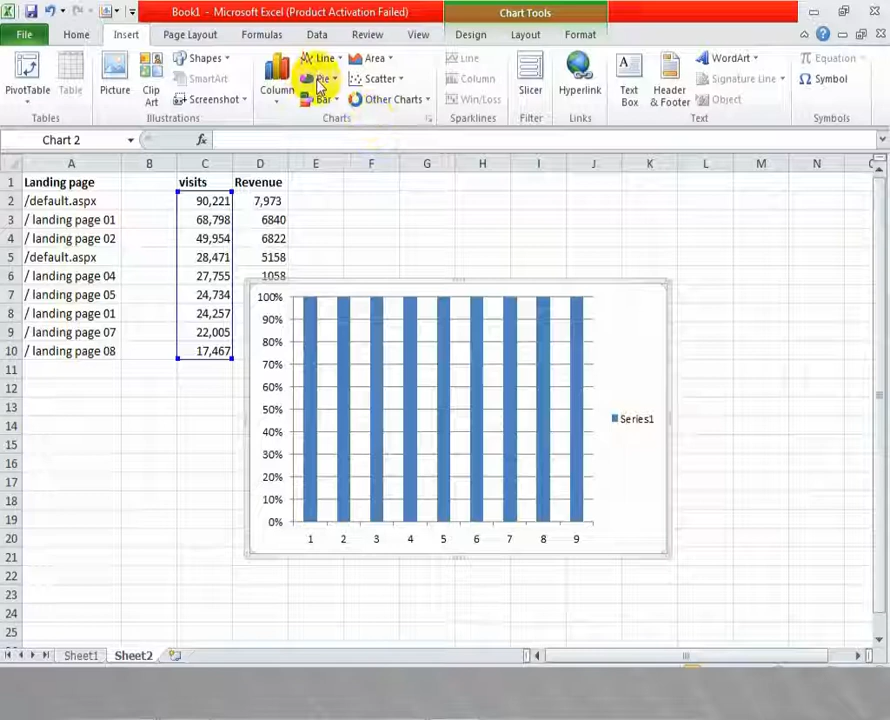 Book1 - Microsoft Excel (Product Activation Failed)
Chart Tools
File Home Insert Page Layout Formulas Data Review View Design Layout Format
PivotTable
Table
Tables
Picture
Clip Art
Shapes
SmartArt
Screenshot
Illustrations
Column
Line
Pie
Bar
Area
Scatter
Other Charts
Charts
Line
Column
Win/Loss
Sparklines
Slicer
Filter
Hyperlink
Links
Text Box
Header & Footer
WordArt
Signature Line
Object
Text
Equation
Symbol
Symbols
Chart 2
fx
A B C D E F G H I J K L M N
1 Landing page visits Revenue
2 /default.aspx 90,221 7,973
3 / landing page 01 68,798 6840
4 / landing page 02 49,954 6822
5 /default.aspx 28,471 5158
6 / landing page 04 27,755 1058
7 / landing page 05 24,734
8 / landing page 01 24,257
9 / landing page 07 22,005
10 / landing page 08 17,467
11
12
13
14
15
16
17
18
19
20
21
22
23
24
25
100%
90%
80%
70%
60%
50%
40%
30%
20%
10%
0%
1 2 3 4 5 6 7 8 9
Series1
Sheet1 Sheet2